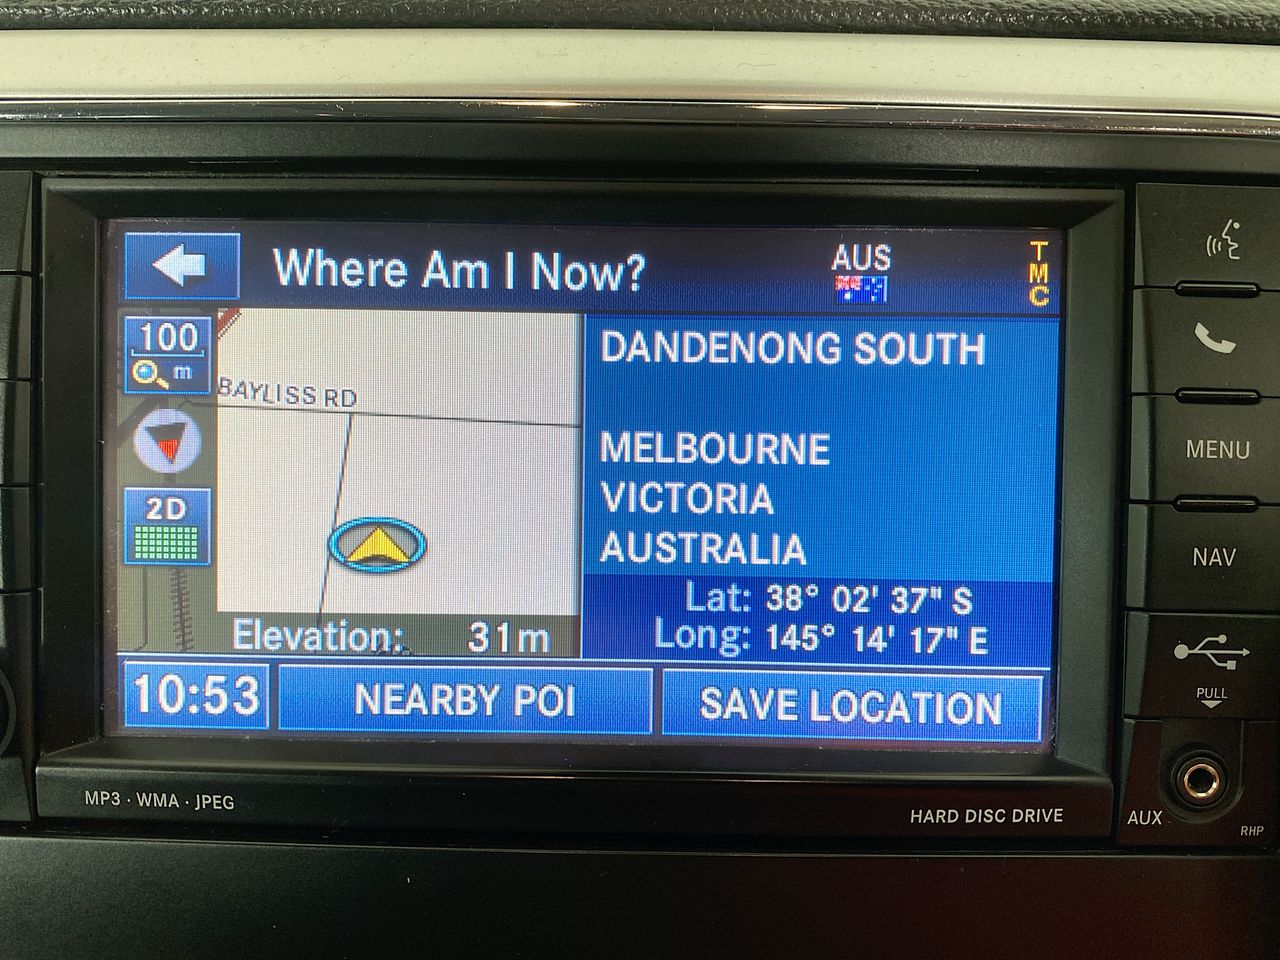 Where Am I Now?
AUS
TMC
100
m
BAYLISS RD
2D
Elevation: 31m
DANDENONG SOUTH
MELBOURNE
VICTORIA
AUSTRALIA
Lat: 38° 02' 37" S
Long: 145° 14' 17" E
10:53
NEARBY POI
SAVE LOCATION
MENU
NAV
PULL
MP3 · WMA · JPEG
HARD DISC DRIVE
AUX
RHP